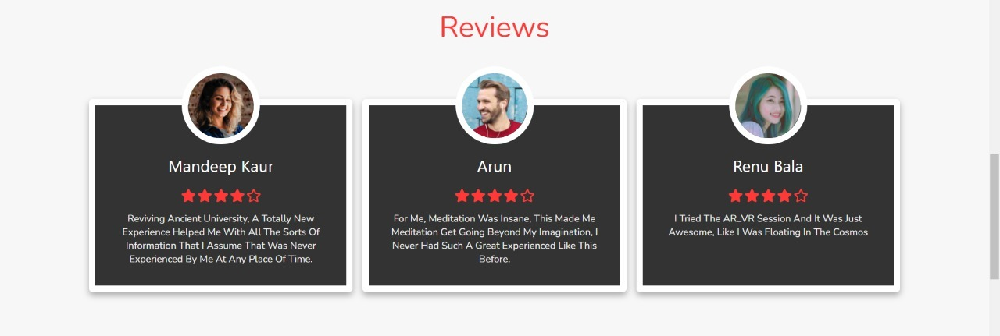 Reviews
Mandeep Kaur
Reviving Ancient University, A Totally New
Experience Helped Me With All The Sorts Of
Information That I Assume That Was Never
Experienced By Me At Any Place Of Time.
Arun
For Me, Meditation Was Insane, This Made Me
Meditation Get Going Beyond My Imagination, I
Never Had Such A Great Experienced Like This
Before.
Renu Bala
I Tried The AR_VR Session And It Was Just
Awesome, Like I Was Floating In The Cosmos